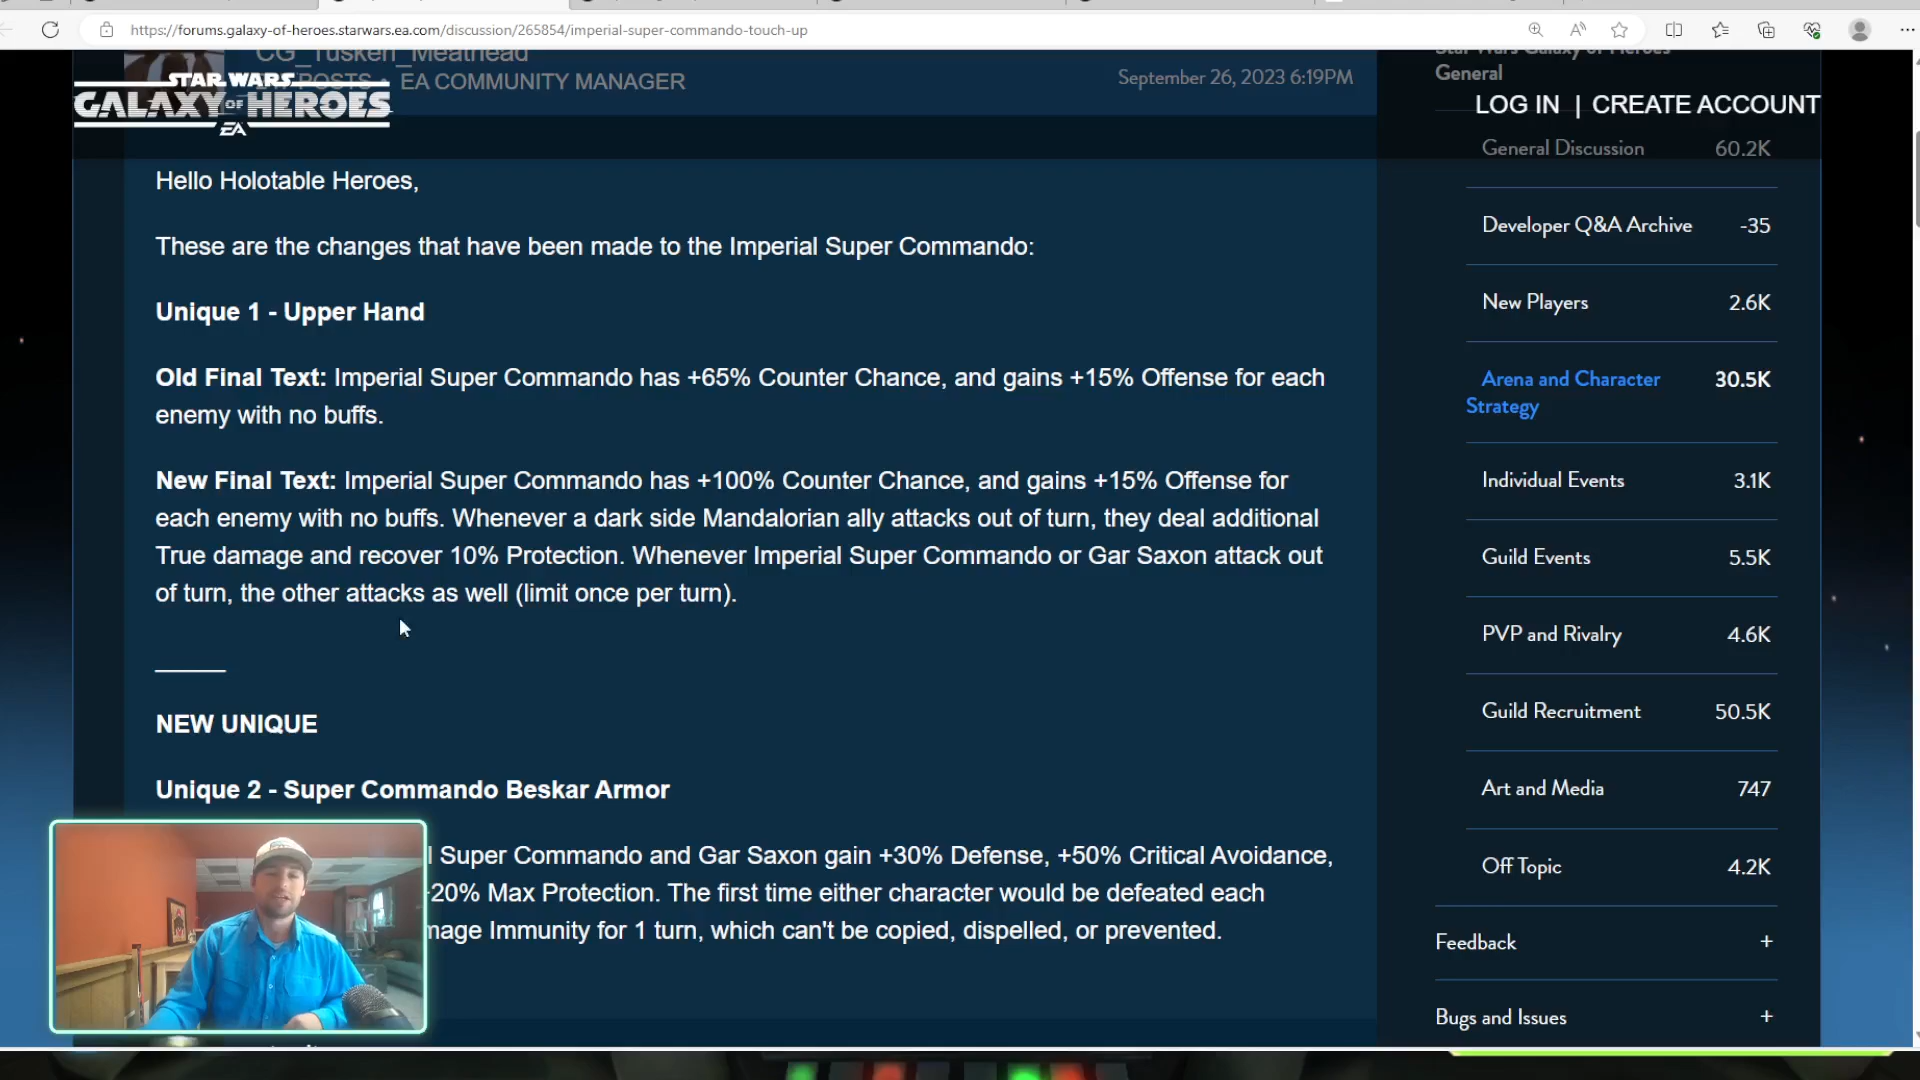 https://forums.galaxy-of-heroes.starwars.ea.com/discussion/265854/imperial-super-commando-touch-up
CG_Tusken_Meathead
POSTS • EA COMMUNITY MANAGER
September 26, 2023 6:19PM
STAR WARS
GALAXY OF HEROES
EA
LOG IN | CREATE ACCOUNT
Hello Holotable Heroes,
These are the changes that have been made to the Imperial Super Commando:
Unique 1 - Upper Hand
Old Final Text: Imperial Super Commando has +65% Counter Chance, and gains +15% Offense for each
enemy with no buffs.
New Final Text: Imperial Super Commando has +100% Counter Chance, and gains +15% Offense for
each enemy with no buffs. Whenever a dark side Mandalorian ally attacks out of turn, they deal additional
True damage and recover 10% Protection. Whenever Imperial Super Commando or Gar Saxon attack out
of turn, the other attacks as well (limit once per turn).
NEW UNIQUE
Unique 2 - Super Commando Beskar Armor
Super Commando and Gar Saxon gain +30% Defense, +50% Critical Avoidance,
20% Max Protection. The first time either character would be defeated each
Immunity for 1 turn, which can't be copied, dispelled, or prevented.
Star Wars Galaxy of Heroes
General
General Discussion 60.2K
Developer Q&A Archive -35
New Players 2.6K
Arena and Character
Strategy 30.5K
Individual Events 3.1K
Guild Events 5.5K
PVP and Rivalry 4.6K
Guild Recruitment 50.5K
Art and Media 747
Off Topic 4.2K
Feedback +
Bugs and Issues +